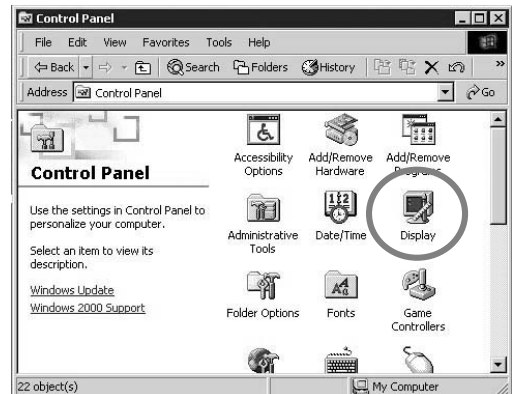 Control Panel
File Edit View Favorites Tools Help
Back Search Folders History »
Address Control Panel Go
Control Panel
Use the settings in Control Panel to
personalize your computer.
Select an item to view its
description.
Windows Update
Windows 2000 Support
Accessibility
Options
Add/Remove
Hardware
Add/Remove
Programs
Administrative
Tools
Date/Time
Display
Folder Options
Fonts
Game
Controllers
22 object(s) My Computer